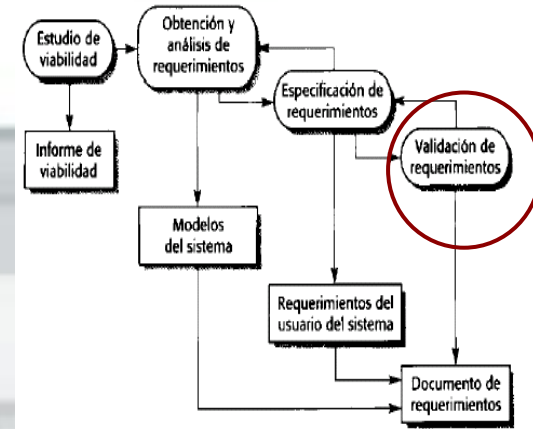 Estudio de
viabilidad
Obtención y
análisis de
requerimientos
Especificación de
requerimientos
Validación de
requerimientos
Informe de
viabilidad
Modelos
del sistema
Requerimientos del
usuario del sistema
Documento de
requerimientos